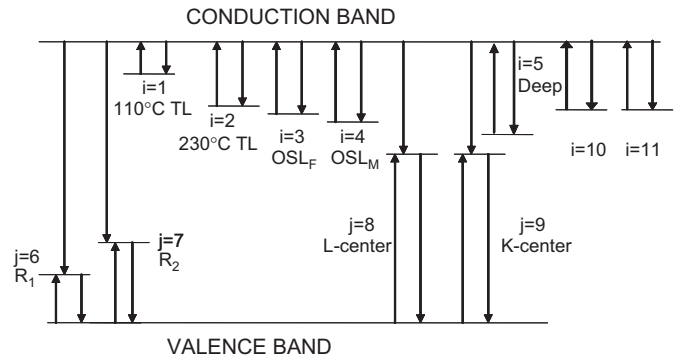 CONDUCTION BAND
i=1
110°C TL
i=2
230°C TL
i=3
OSL_F
i=4
OSL_M
i=5
Deep
i=10
i=11
j=6
R_1
j=7
R_2
j=8
L-center
j=9
K-center
VALENCE BAND